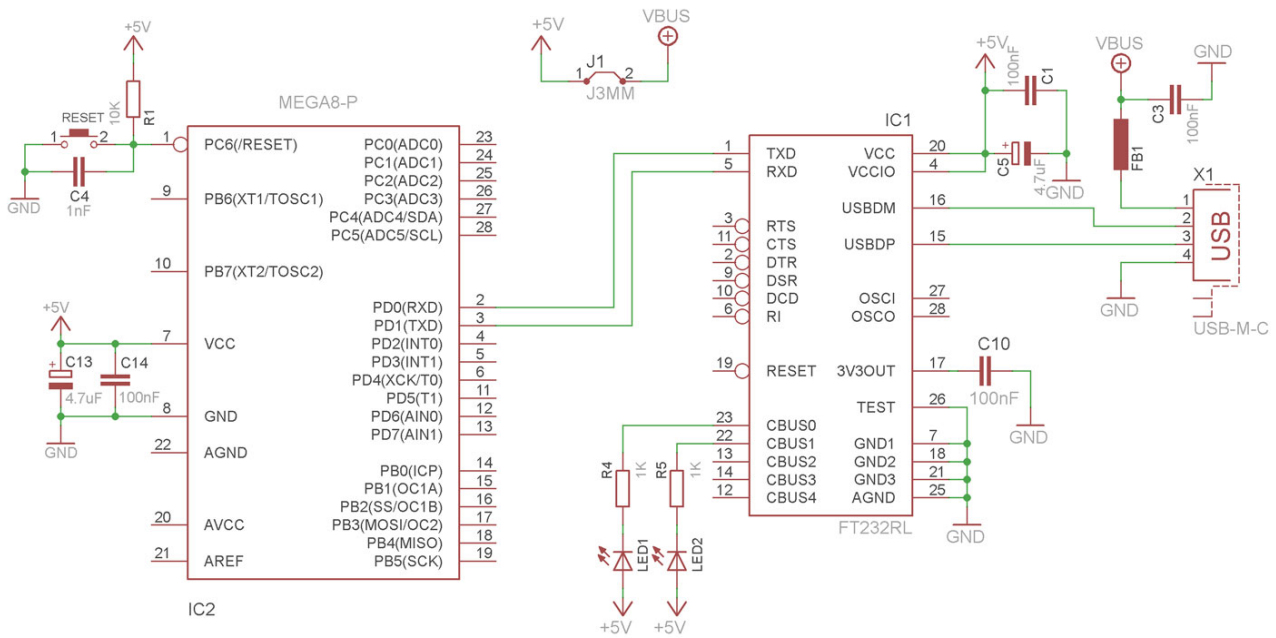 +5V
10K
R1
RESET
1
2
C4
1nF
GND
MEGA8-P
1
PC6(/RESET)
9
PB6(XT1/TOSC1)
10
PB7(XT2/TOSC2)
7
VCC
8
GND
22
AGND
20
AVCC
21
AREF
PC0(ADC0)
23
PC1(ADC1)
24
PC2(ADC2)
25
PC3(ADC3)
26
PC4(ADC4/SDA)
27
PC5(ADC5/SCL)
28
PD0(RXD)
2
PD1(TXD)
3
PD2(INT0)
4
PD3(INT1)
5
PD4(XCK/T0)
6
PD5(T1)
11
PD6(AIN0)
12
PD7(AIN1)
13
PB0(ICP)
14
PB1(OC1A)
15
PB2(SS/OC1B)
16
PB3(MOSI/OC2)
17
PB4(MISO)
18
PB5(SCK)
19
IC2
+5V
C13
4.7uF
C14
100nF
GND
+5V
J1
1
2
J3MM
VBUS
IC1
1
TXD
5
RXD
3
RTS
11
CTS
2
DTR
9
DSR
10
DCD
6
RI
19
RESET
23
CBUS0
22
CBUS1
13
CBUS2
14
CBUS3
12
CBUS4
VCC
20
VCCIO
4
USBDM
16
USBDP
15
OSCI
27
OSCO
28
3V3OUT
17
TEST
26
GND1
7
GND2
18
GND3
21
AGND
25
FT232RL
R4
1K
R5
1K
LED1
LED2
+5V
+5V
+5V
100nF
C1
C5
+
4.7uF
GND
VBUS
C3
100nF
GND
FB1
X1
1
2
3
4
USB
USB-M-C
GND
C10
100nF
GND
GND